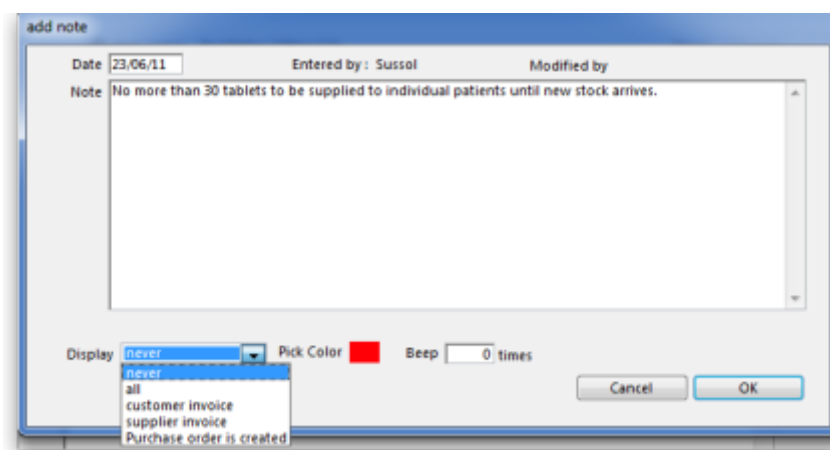 add note
Date 23/06/11 Entered by : Sussol Modified by
Note No more than 30 tablets to be supplied to individual patients until new stock arrives.
Display never Pick Color Beep 0 times
never
all
customer invoice
supplier invoice
Purchase order is created
Cancel OK